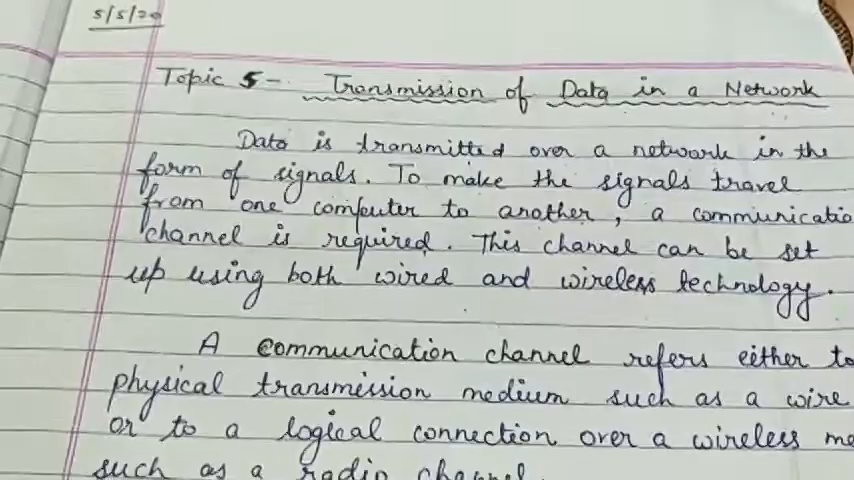 5/5/20
Topic 5- Transmission of Data in a Network
Data is transmitted over a network in the
form of signals. To make the signals travel
from one computer to another, a communicatio
channel is required. This channel can be set
up using both wired and wireless technology.
A communication channel refers either to
physical transmission medium such as a wire
or to a logical connection over a wireless me
such as a radio channel.